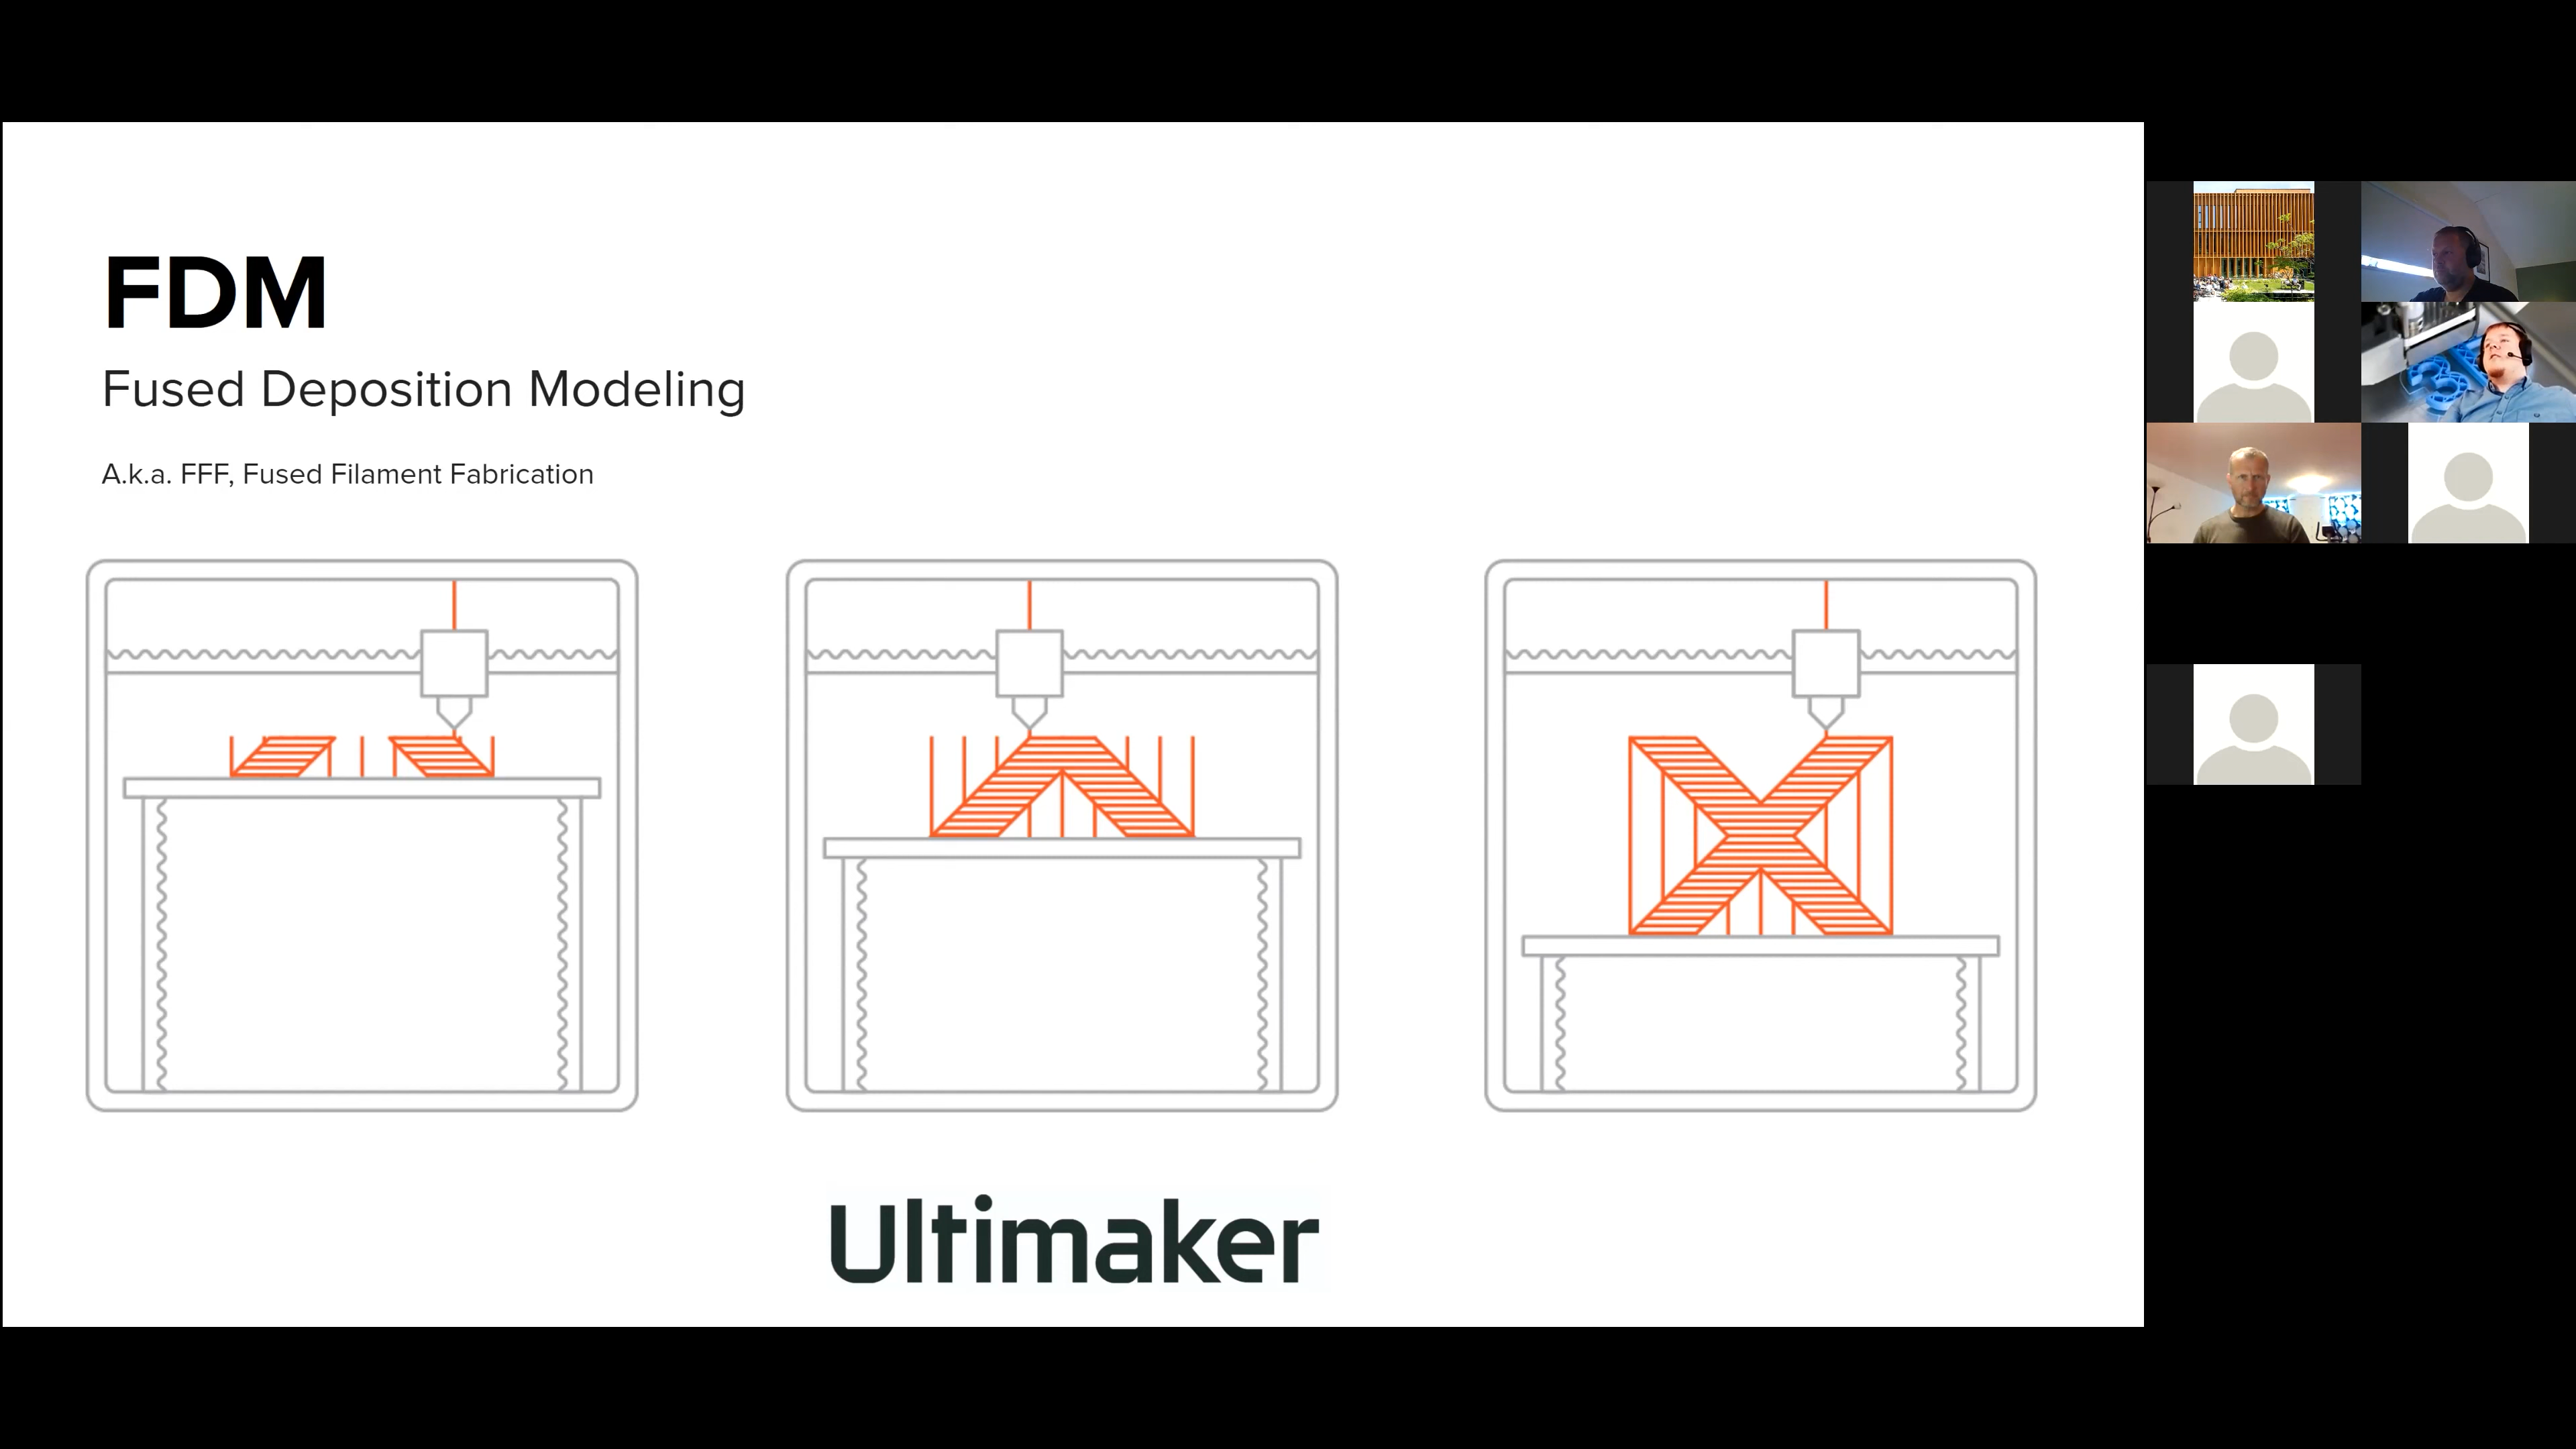 FDM
Fused Deposition Modeling
A.k.a. FFF, Fused Filament Fabrication
Ultimaker